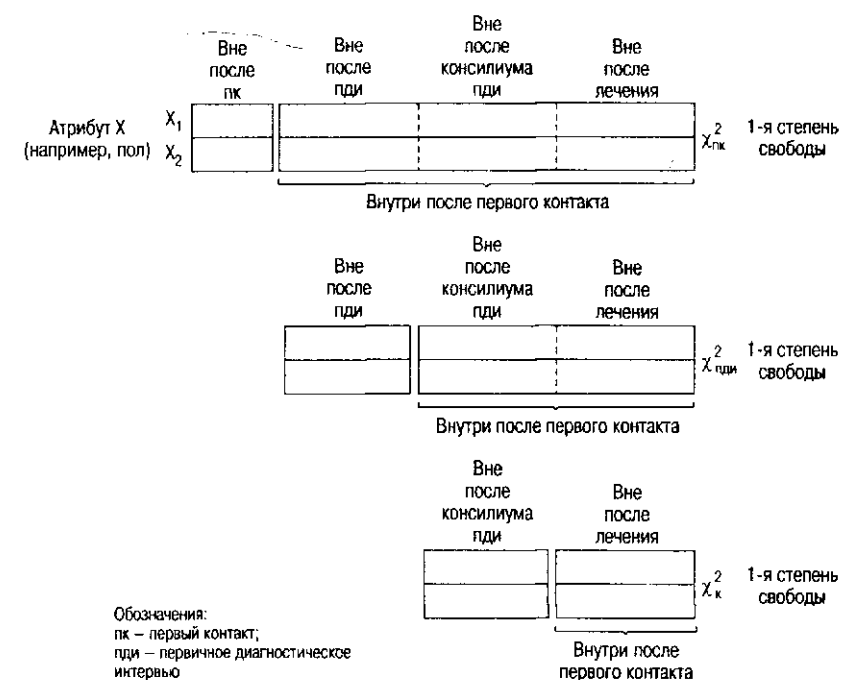 Вне
после
пк
Вне
после
пди
Вне
после
консилиума
пди
Вне
после
лечения
Атрибут X
(например, пол)
X₁
X₂
χ²пк
1-я степень
свободы
Внутри после первого контакта
Вне
после
пди
Вне
после
консилиума
пди
Вне
после
лечения
χ²пди
1-я степень
свободы
Внутри после первого контакта
Вне
после
консилиума
пди
Вне
после
лечения
χ²к
1-я степень
свободы
Внутри после
первого контакта
Обозначения:
пк – первый контакт;
пди – первичное диагностическое
интервью